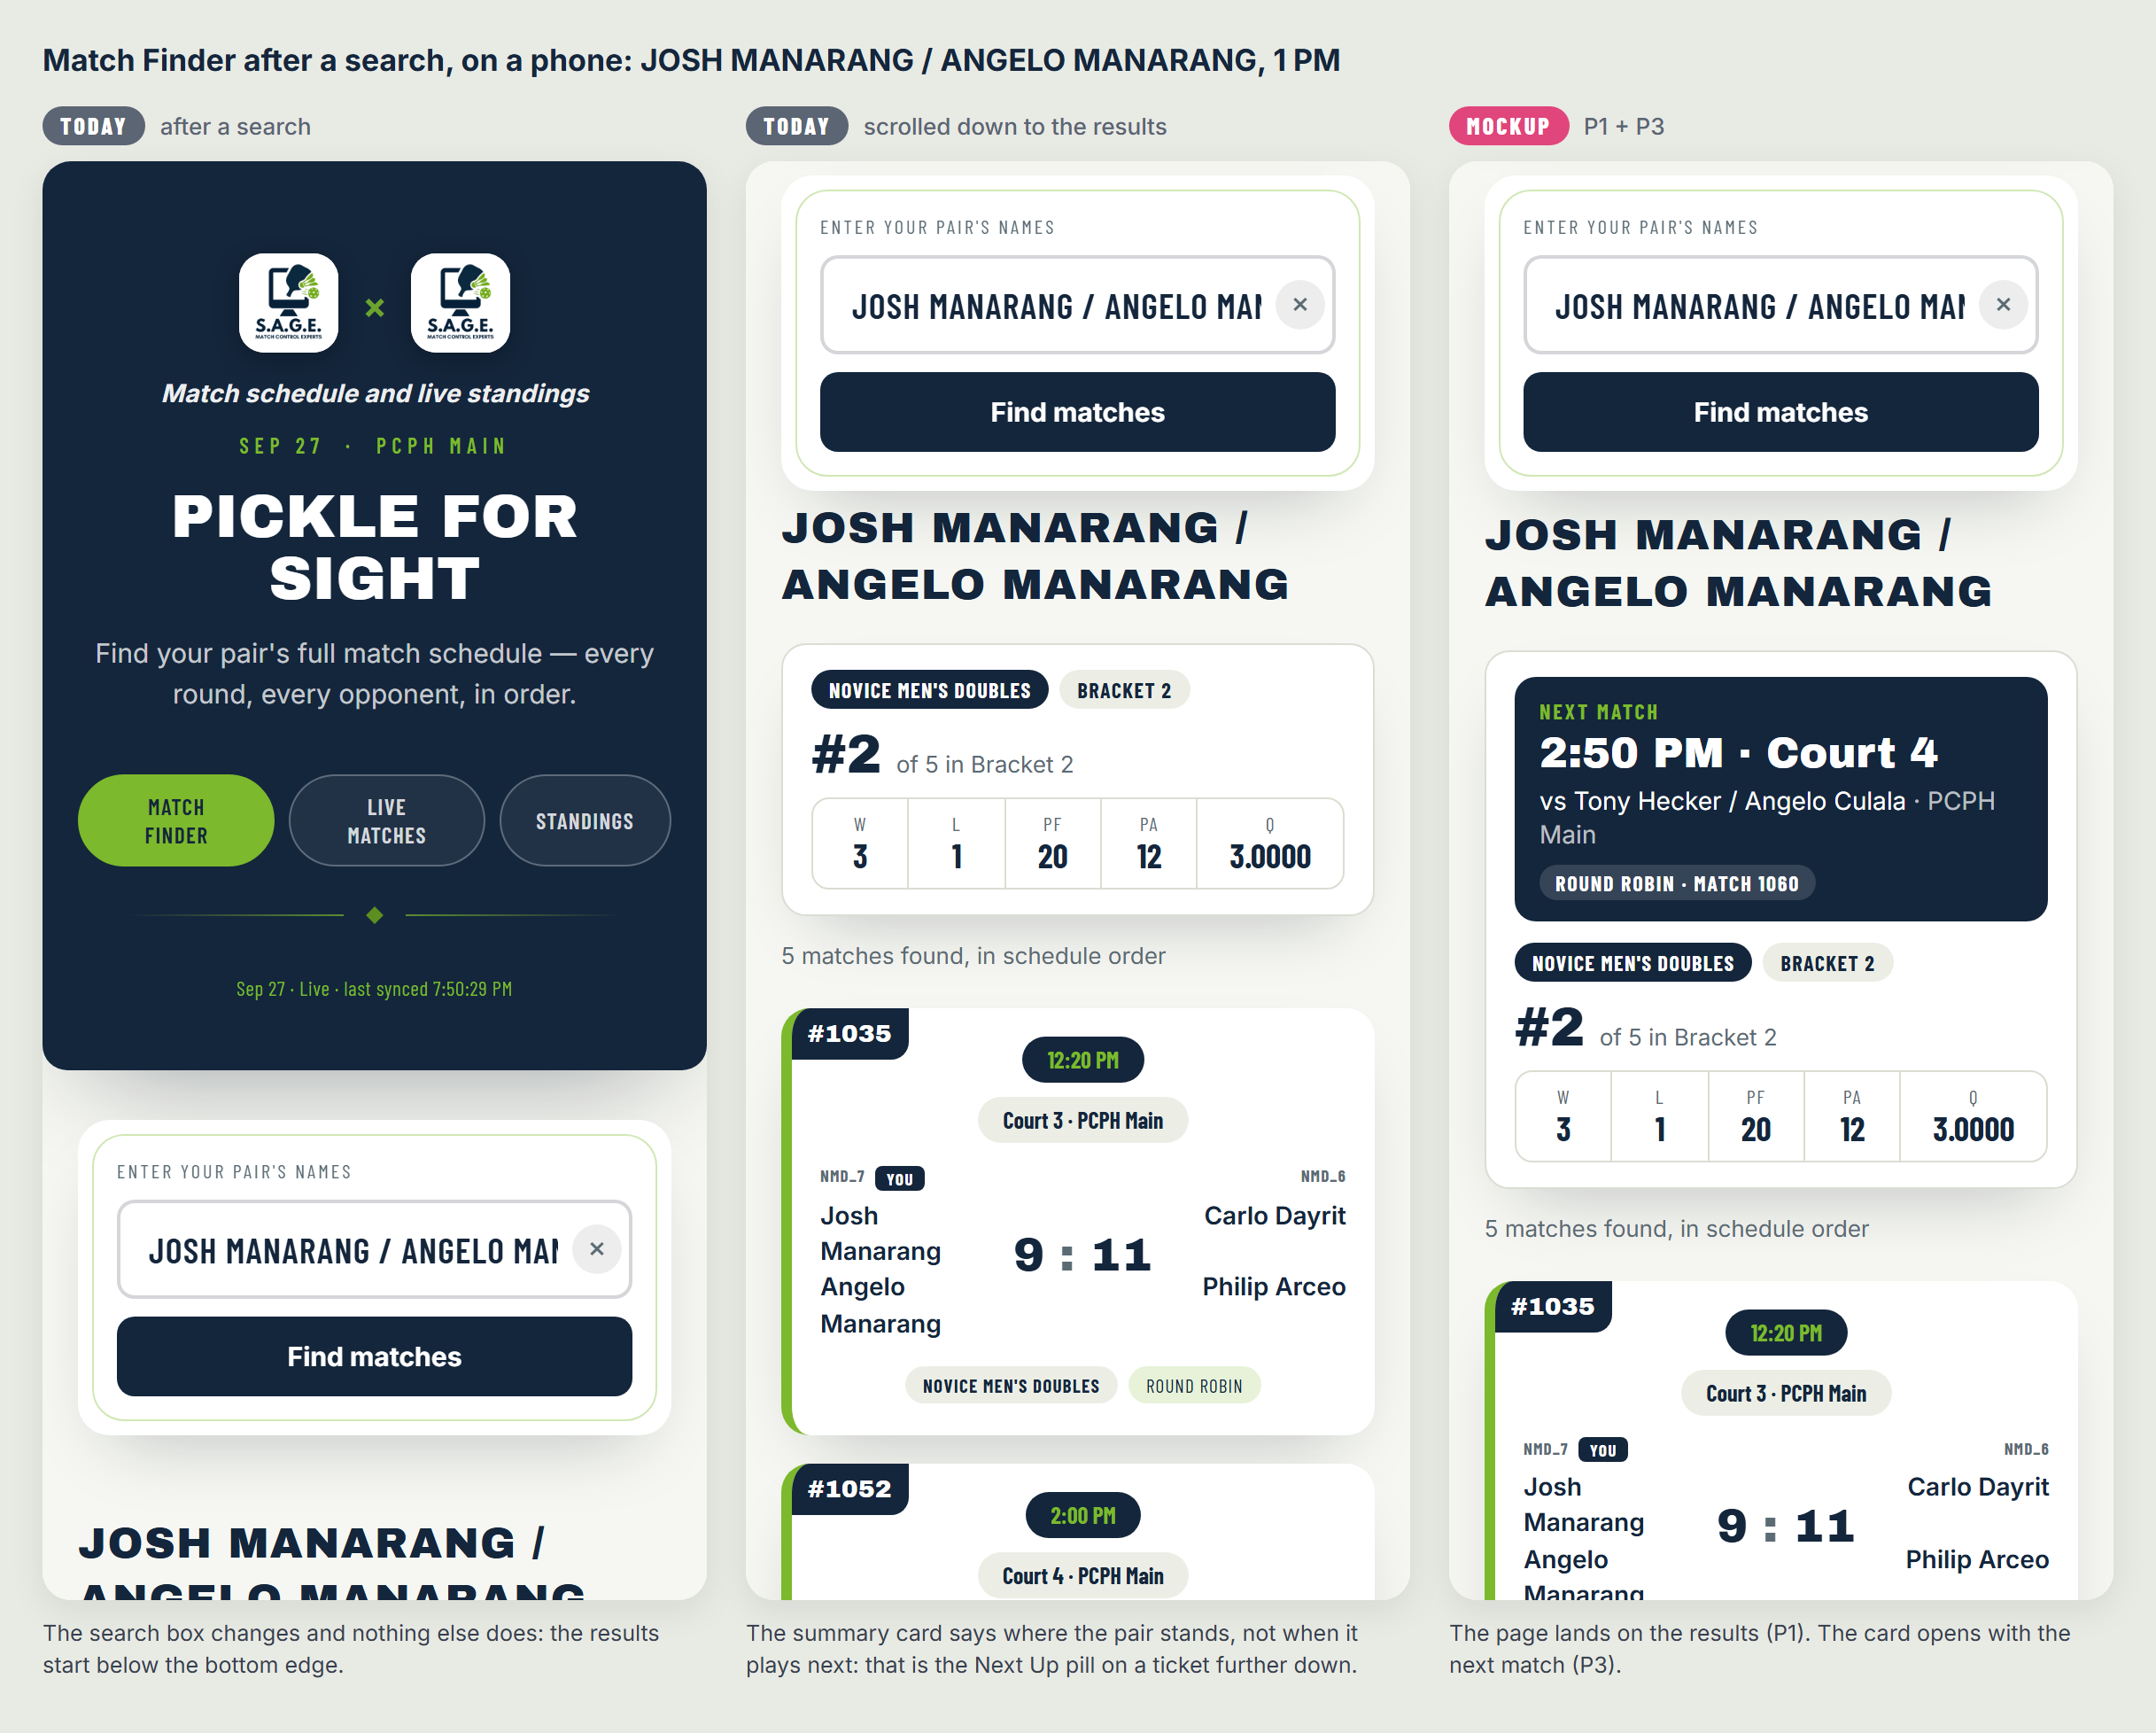 Match Finder after a search, on a phone: JOSH MANARANG / ANGELO MANARANG, 1 PM
TODAY after a search
S.A.G.E.
MATCH CONTROL EXPERTS
×
S.A.G.E.
MATCH CONTROL EXPERTS
Match schedule and live standings
SEP 27 · PCPH MAIN
PICKLE FOR
SIGHT
Find your pair's full match schedule — every
round, every opponent, in order.
MATCH
FINDER
LIVE
MATCHES
STANDINGS
Sep 27 · Live · last synced 7:50:29 PM
ENTER YOUR PAIR'S NAMES
JOSH MANARANG / ANGELO MAN
×
Find matches
JOSH MANARANG /
ANGELO MANARANG
The search box changes and nothing else does: the results
start below the bottom edge.
TODAY scrolled down to the results
ENTER YOUR PAIR'S NAMES
JOSH MANARANG / ANGELO MAN
×
Find matches
JOSH MANARANG /
ANGELO MANARANG
NOVICE MEN'S DOUBLES BRACKET 2
#2 of 5 in Bracket 2
W L PF PA Q
3 1 20 12 3.0000
5 matches found, in schedule order
#1035
12:20 PM
Court 3 · PCPH Main
NMD_7 YOU NMD_6
Josh
Manarang
Angelo
Manarang
9 : 11
Carlo Dayrit
Philip Arceo
NOVICE MEN'S DOUBLES ROUND ROBIN
#1052
2:00 PM
Court 4 · PCPH Main
The summary card says where the pair stands, not when it
plays next: that is the Next Up pill on a ticket further down.
MOCKUP P1 + P3
ENTER YOUR PAIR'S NAMES
JOSH MANARANG / ANGELO MAN
×
Find matches
JOSH MANARANG /
ANGELO MANARANG
NEXT MATCH
2:50 PM · Court 4
vs Tony Hecker / Angelo Culala · PCPH
Main
ROUND ROBIN · MATCH 1060
NOVICE MEN'S DOUBLES BRACKET 2
#2 of 5 in Bracket 2
W L PF PA Q
3 1 20 12 3.0000
5 matches found, in schedule order
#1035
12:20 PM
Court 3 · PCPH Main
NMD_7 YOU NMD_6
Josh
Manarang
Angelo
Manarang
9 : 11
Carlo Dayrit
Philip Arceo
The page lands on the results (P1). The card opens with the
next match (P3).